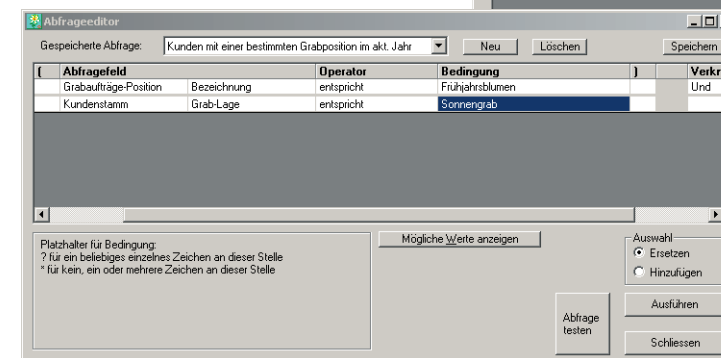 Abfrageeditor
Gespeicherte Abfrage: Kunden mit einer bestimmten Grabposition im akt. Jahr Neu Löschen Speichern
( Abfragefeld Operator Bedingung ) Verkr
Grabaufträge-Position Bezeichnung entspricht Frühjahrsblumen Und
Kundenstamm Grab-Lage entspricht Sonnengrab
Platzhalter für Bedingung:
? für ein beliebiges einzelnes Zeichen an dieser Stelle
* für kein, ein oder mehrere Zeichen an dieser Stelle
Mögliche Werte anzeigen
Auswahl
Ersetzen
Hinzufügen
Abfrage
testen
Ausführen
Schliessen